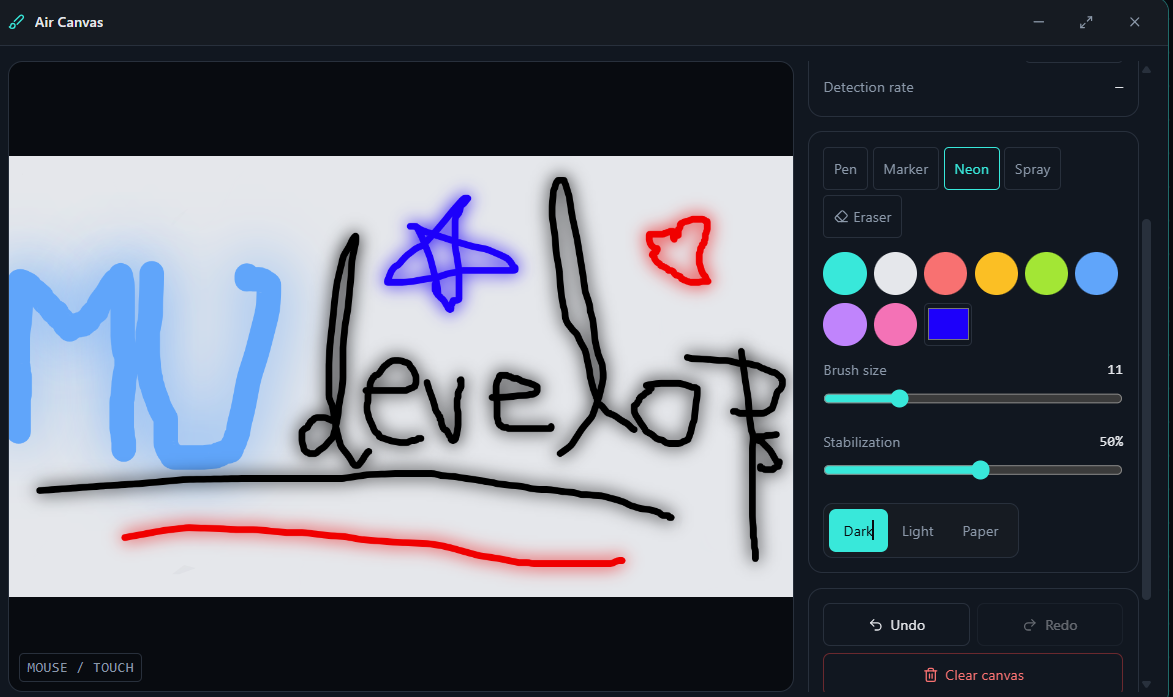 Air Canvas
Detection rate –
Pen Marker Neon Spray
Eraser
MU develops
Brush size 11
Stabilization 50%
Dark Light Paper
Undo Redo
MOUSE / TOUCH
Clear canvas